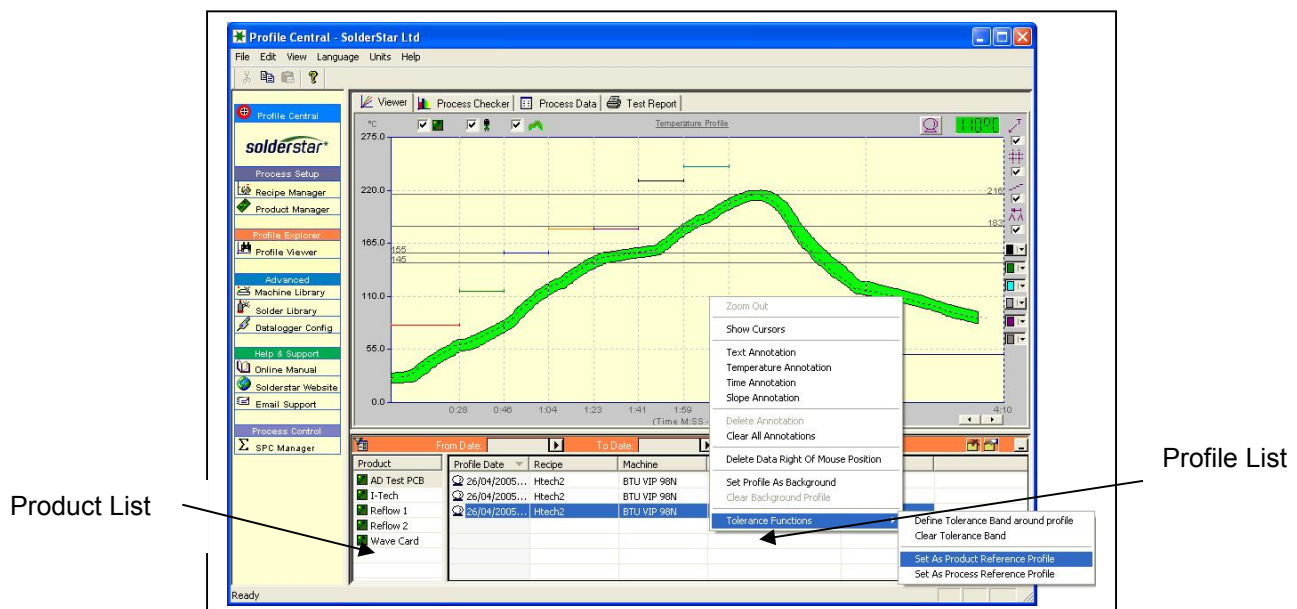 Profile Central - SolderStar Ltd
File Edit View Language Units Help
Viewer Process Checker Process Data Test Report
Profile Central
solderstar*
Process Setup
Recipe Manager
Product Manager
Profile Explorer
Profile Viewer
Advanced
Machine Library
Solder Library
Datalogger Config
Help & Support
Online Manual
Solderstar Website
Email Support
Process Control
Σ SPC Manager
°C Temperature Profile 110°C
275.0
220.0
216
183
165.0
155
145
110.0
55.0
0.0
0:28 0:46 1:04 1:23 1:41 1:59 4:10
(Time M:SS -
Zoom Out
Show Cursors
Text Annotation
Temperature Annotation
Time Annotation
Slope Annotation
Delete Annotation
Clear All Annotations
Delete Data Right Of Mouse Position
Set Profile As Background
Clear Background Profile
Tolerance Functions
Define Tolerance Band around profile
Clear Tolerance Band
Set As Product Reference Profile
Set As Process Reference Profile
From Date: To Date:
Product Profile Date Recipe Machine
AD Test PCB 26/04/2005... Htech2 BTU VIP 98N
I-Tech 26/04/2005... Htech2 BTU VIP 98N
Reflow 1 26/04/2005... Htech2 BTU VIP 98N
Reflow 2
Wave Card
Ready
Product List
Profile List